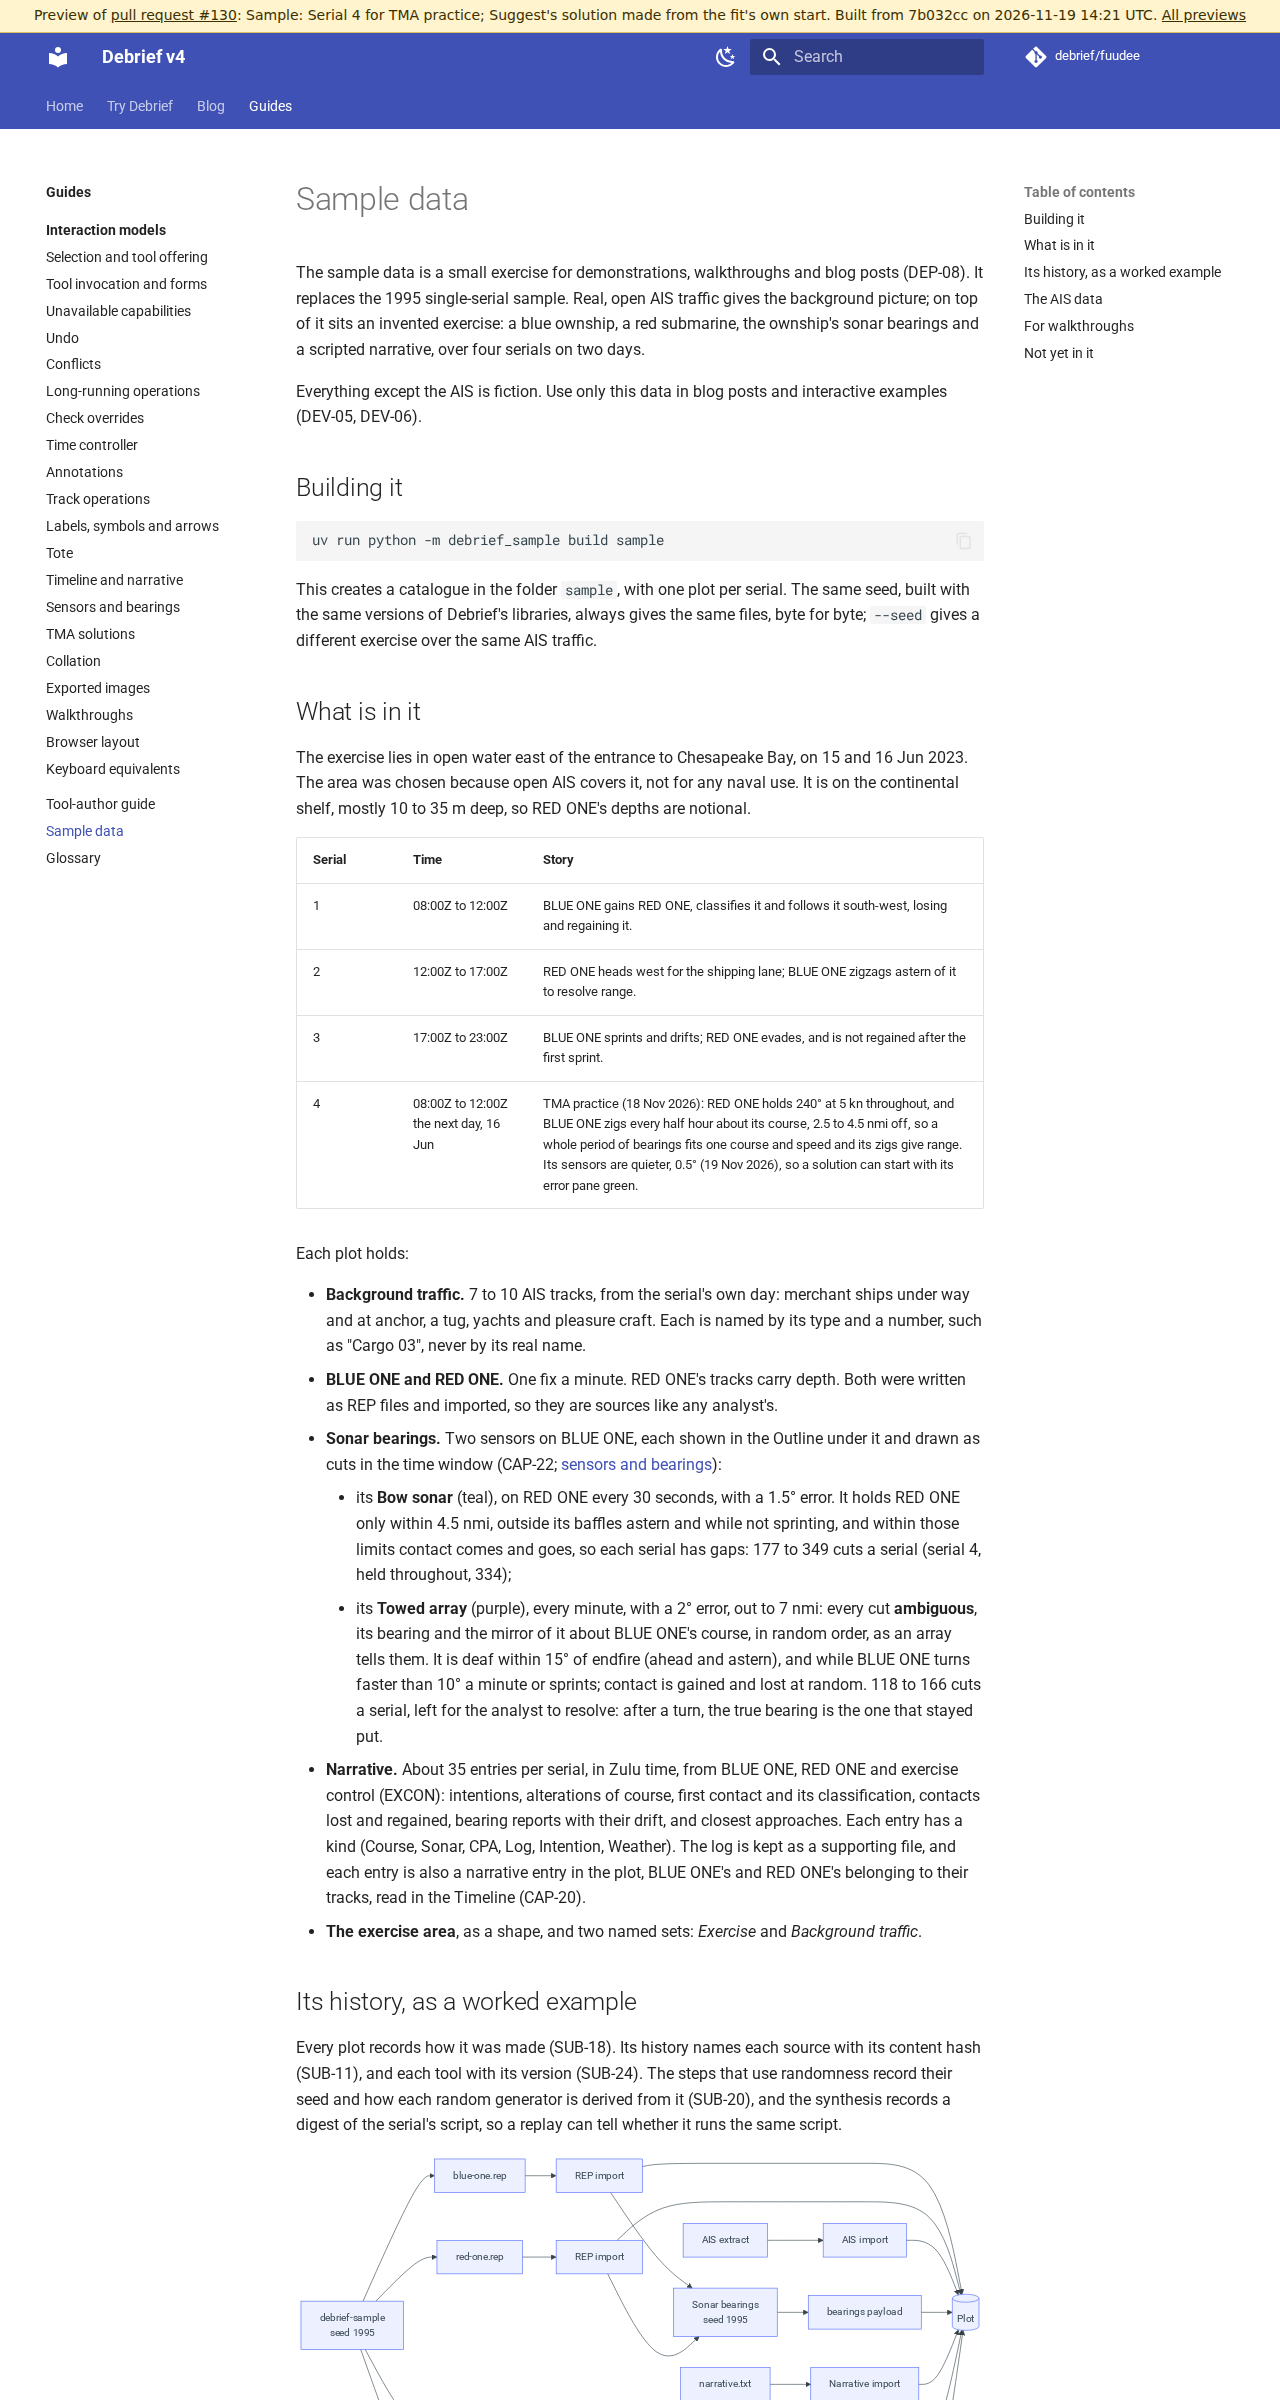 Preview of pull request #130: Sample: Serial 4 for TMA practice; Suggest's solution made from the fit's own start. Built from 7b032cc on 2026-11-19 14:21 UTC. All previews
Debrief v4
Search
debrief/fuudee
Home
Try Debrief
Blog
Guides
Guides
Interaction models
Selection and tool offering
Tool invocation and forms
Unavailable capabilities
Undo
Conflicts
Long-running operations
Check overrides
Time controller
Annotations
Track operations
Labels, symbols and arrows
Tote
Timeline and narrative
Sensors and bearings
TMA solutions
Collation
Exported images
Walkthroughs
Browser layout
Keyboard equivalents
Tool-author guide
Sample data
Glossary
Sample data
The sample data is a small exercise for demonstrations, walkthroughs and blog posts (DEP-08). It
replaces the 1995 single-serial sample. Real, open AIS traffic gives the background picture; on top
of it sits an invented exercise: a blue ownship, a red submarine, the ownship's sonar bearings and
a scripted narrative, over four serials on two days.
Everything except the AIS is fiction. Use only this data in blog posts and interactive examples
(DEV-05, DEV-06).
Building it
uv run python -m debrief_sample build sample
This creates a catalogue in the folder sample, with one plot per serial. The same seed, built with
the same versions of Debrief's libraries, always gives the same files, byte for byte; --seed gives a
different exercise over the same AIS traffic.
What is in it
The exercise lies in open water east of the entrance to Chesapeake Bay, on 15 and 16 Jun 2023.
The area was chosen because open AIS covers it, not for any naval use. It is on the continental
shelf, mostly 10 to 35 m deep, so RED ONE's depths are notional.
Serial Time Story
1 08:00Z to 12:00Z BLUE ONE gains RED ONE, classifies it and follows it south-west, losing
and regaining it.
2 12:00Z to 17:00Z RED ONE heads west for the shipping lane; BLUE ONE zigzags astern of it
to resolve range.
3 17:00Z to 23:00Z BLUE ONE sprints and drifts; RED ONE evades, and is not regained after the
first sprint.
4 08:00Z to 12:00Z TMA practice (18 Nov 2026): RED ONE holds 240° at 5 kn throughout, and
the next day, 16 BLUE ONE zigs every half hour about its course, 2.5 to 4.5 nmi off, so a
Jun whole period of bearings fits one course and speed and its zigs give range.
Its sensors are quieter, 0.5° (19 Nov 2026), so a solution can start with its
error pane green.
Each plot holds:
• Background traffic. 7 to 10 AIS tracks, from the serial's own day: merchant ships under way
and at anchor, a tug, yachts and pleasure craft. Each is named by its type and a number, such
as "Cargo 03", never by its real name.
• BLUE ONE and RED ONE. One fix a minute. RED ONE's tracks carry depth. Both were written
as REP files and imported, so they are sources like any analyst's.
• Sonar bearings. Two sensors on BLUE ONE, each shown in the Outline under it and drawn as
cuts in the time window (CAP-22; sensors and bearings):
• its Bow sonar (teal), on RED ONE every 30 seconds, with a 1.5° error. It holds RED ONE
only within 4.5 nmi, outside its baffles astern and while not sprinting, and within those
limits contact comes and goes, so each serial has gaps: 177 to 349 cuts a serial (serial 4,
held throughout, 334);
• its Towed array (purple), every minute, with a 2° error, out to 7 nmi: every cut ambiguous,
its bearing and the mirror of it about BLUE ONE's course, in random order, as an array
tells them. It is deaf within 15° of endfire (ahead and astern), and while BLUE ONE turns
faster than 10° a minute or sprints; contact is gained and lost at random. 118 to 166 cuts
a serial, left for the analyst to resolve: after a turn, the true bearing is the one that stayed
put.
• Narrative. About 35 entries per serial, in Zulu time, from BLUE ONE, RED ONE and exercise
control (EXCON): intentions, alterations of course, first contact and its classification, contacts
lost and regained, bearing reports with their drift, and closest approaches. Each entry has a
kind (Course, Sonar, CPA, Log, Intention, Weather). The log is kept as a supporting file, and
each entry is also a narrative entry in the plot, BLUE ONE's and RED ONE's belonging to their
tracks, read in the Timeline (CAP-20).
• The exercise area, as a shape, and two named sets: Exercise and Background traffic.
Its history, as a worked example
Every plot records how it was made (SUB-18). Its history names each source with its content hash
(SUB-11), and each tool with its version (SUB-24). The steps that use randomness record their
seed and how each random generator is derived from it (SUB-20), and the synthesis records a
digest of the serial's script, so a replay can tell whether it runs the same script.
blue-one.rep
REP import
AIS extract
AIS import
red-one.rep
REP import
Sonar bearings
seed 1995
bearings payload
Plot
debrief-sample
seed 1995
narrative.txt
Narrative import
Table of contents
Building it
What is in it
Its history, as a worked example
The AIS data
For walkthroughs
Not yet in it